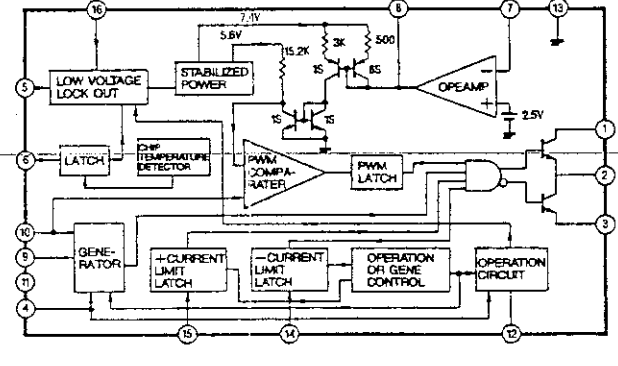 16
8
7
13
7.1V
5.6V
15.2K
3K
500
1S
8S
LOW VOLTAGE
LOCK OUT
STABILIZED
POWER
OPEAMP
−
+
2.5V
5
1S
1S
1
6
LATCH
CHIP
TEMPERATURE
DETECTOR
PWM
COMPA-
RATER
PWM
LATCH
2
3
10
9
11
4
GENE-
RATOR
+CURRENT
LIMIT
LATCH
−CURRENT
LIMIT
LATCH
OPERATION
OR GENE
CONTROL
OPERATION
CIRCUIT
15
14
12